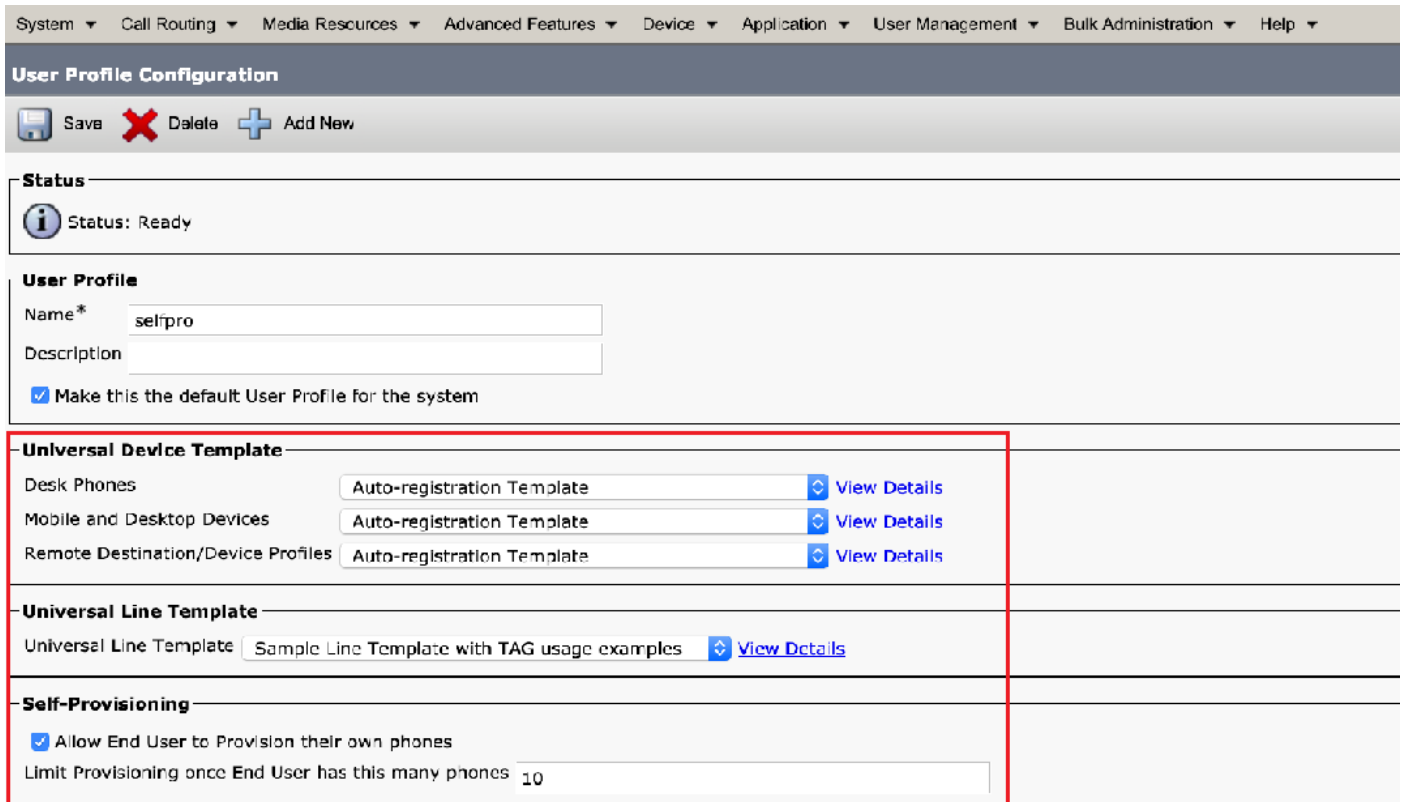 System Call Routing Media Resources Advanced Features Device Application User Management Bulk Administration Help
User Profile Configuration
Save Delete Add New
Status
Status: Ready
User Profile
Name* selfpro
Description
Make this the default User Profile for the system
Universal Device Template
Desk Phones Auto-registration Template View Details
Mobile and Desktop Devices Auto-registration Template View Details
Remote Destination/Device Profiles Auto-registration Template View Details
Universal Line Template
Universal Line Template Sample Line Template with TAG usage examples View Details
Self-Provisioning
Allow End User to Provision their own phones
Limit Provisioning once End User has this many phones 10